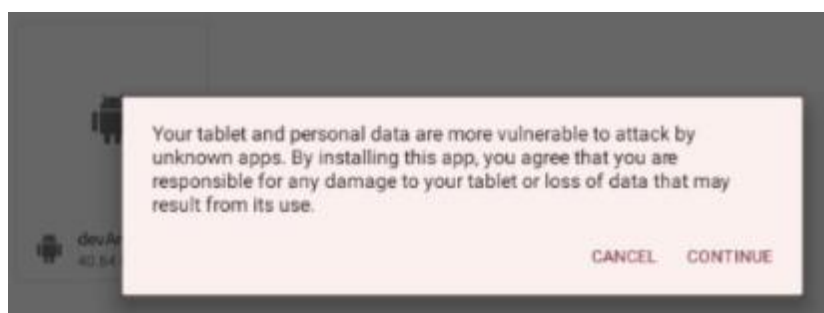 Your tablet and personal data are more vulnerable to attack by
unknown apps. By installing this app, you agree that you are
responsible for any damage to your tablet or loss of data that may
result from its use.
CANCEL CONTINUE